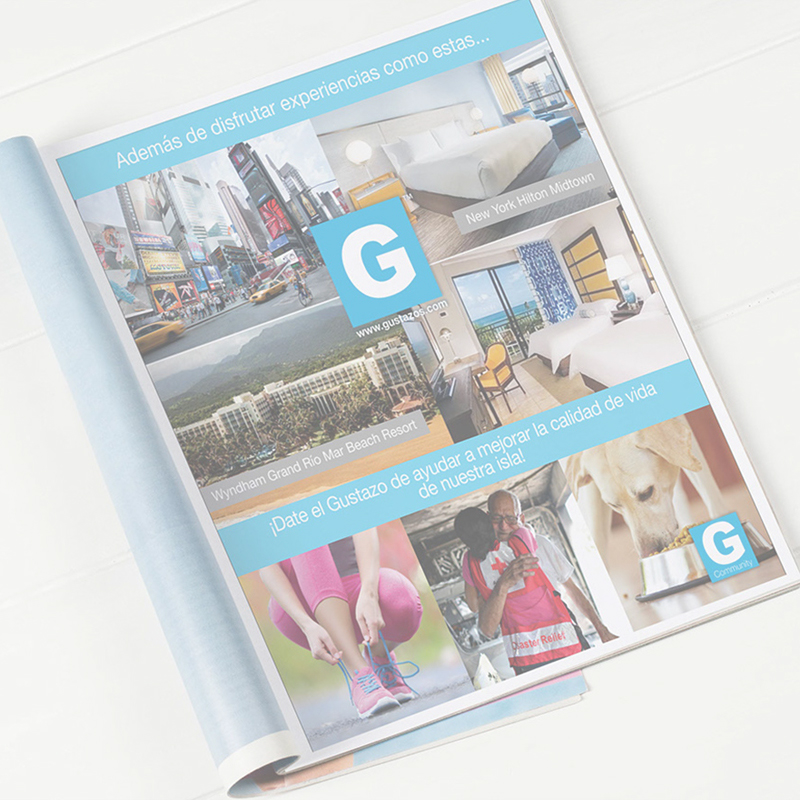 Además de disfrutar experiencias como estas...
New York Hilton Midtown
G
www.gustazos.com
Wyndham Grand Río Mar Beach Resort
¡Date el Gustazo de ayudar a mejorar la calidad de vida
de nuestra isla!
Disaster Relief
G
Community